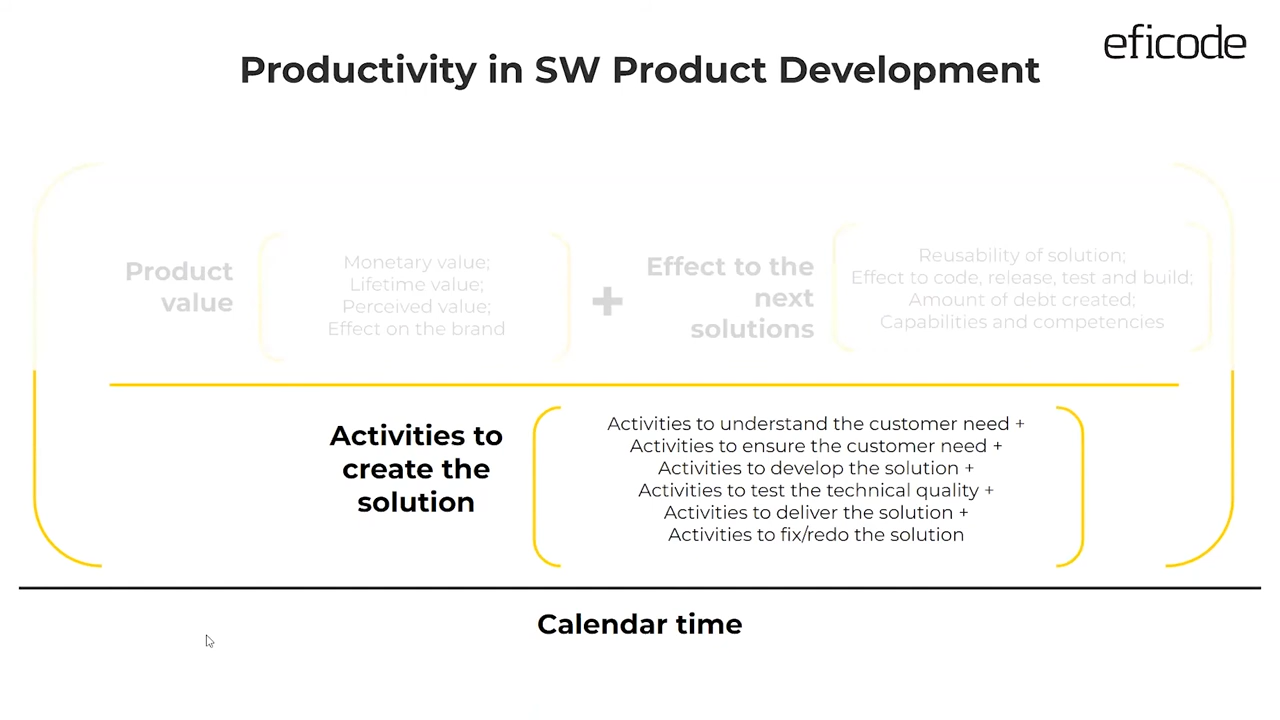 eficode
Productivity in SW Product Development
Product
value
Monetary value;
Lifetime value;
Perceived value;
Effect on the brand
+
Effect to the
next
solutions
Reusability of solution;
Effect to code, release, test and build;
Amount of debt created;
Capabilities and competencies
Activities to
create the
solution
Activities to understand the customer need +
Activities to ensure the customer need +
Activities to develop the solution +
Activities to test the technical quality +
Activities to deliver the solution +
Activities to fix/redo the solution
Calendar time